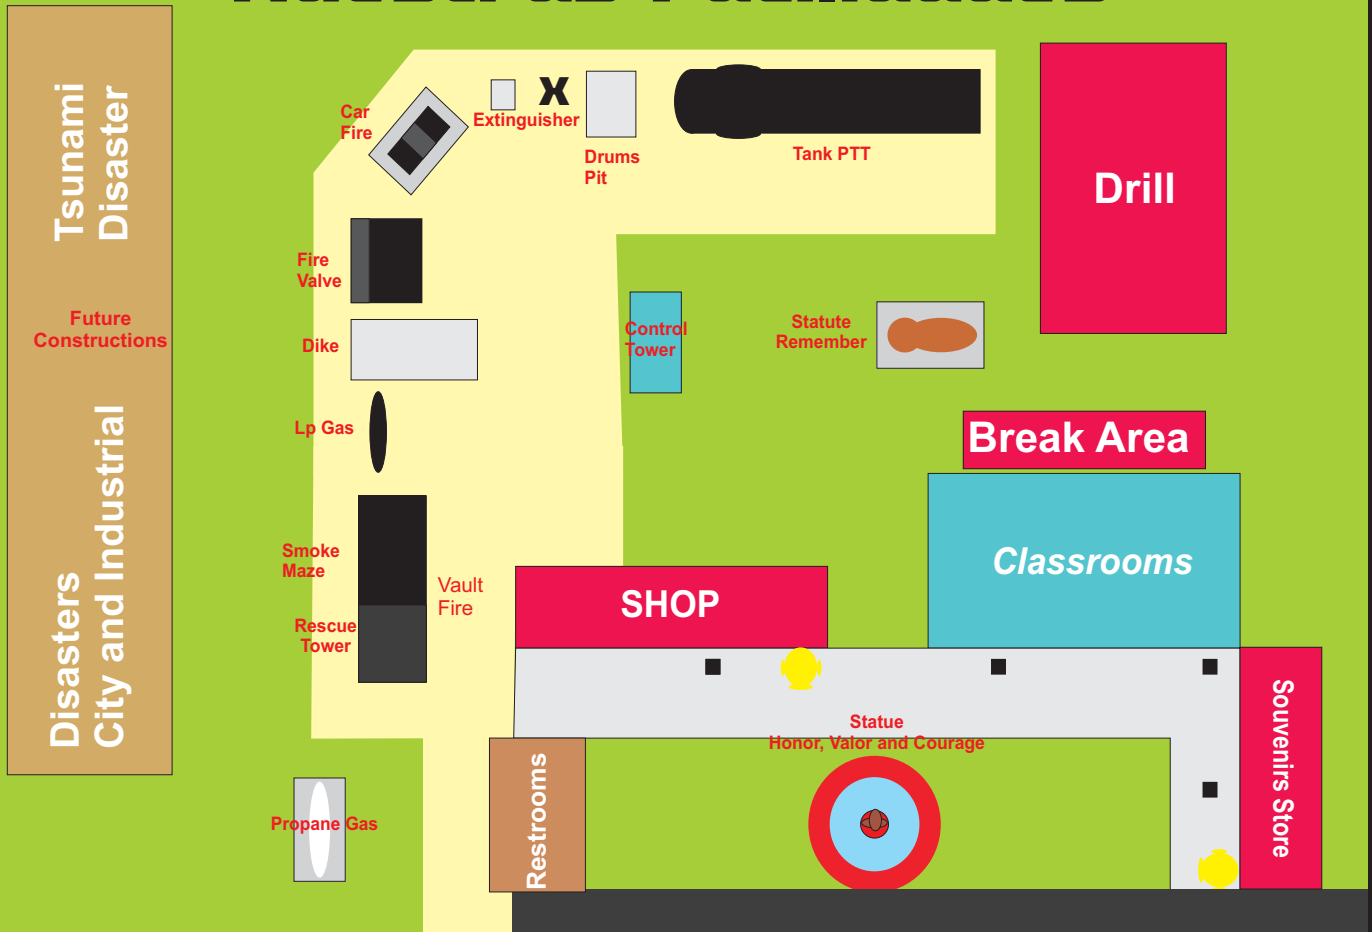 Tsunami
Disaster
Future
Constructions
Disasters
City and Industrial
Car
Fire
Extinguisher
Drums
Pit
Tank PTT
Drill
Fire
Valve
Dike
Control
Tower
Statute
Remember
Lp Gas
Break Area
Classrooms
Smoke
Maze
Vault
Fire
Rescue
Tower
SHOP
Statue
Honor, Valor and Courage
Souvenirs Store
Restrooms
Propane Gas